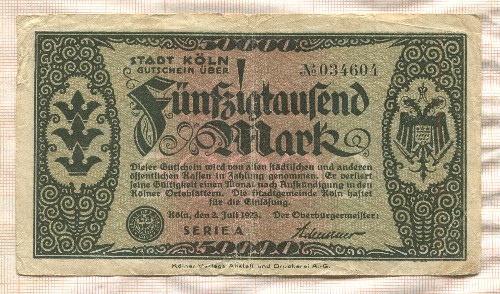 50000
STADT KÖLN
GUTSCHEIN ÜBER
№ 034604
Fünfzigtausend
Mark
Dieser Gutschein wird von allen städtischen und anderen
öffentlichen Kassen in Zahlung genommen. Er verliert
seine Gültigkeit einen Monat nach Aufkündigung in den
Kölner Ortsblättern. Die Stadtgemeinde Köln haftet
für die Einlösung.
Köln, den 2. Juli 1923. Der Oberbürgermeister:
SERIE A
Adenauer
50000
Kölner Verlags-Anstalt und Druckerei A.-G.